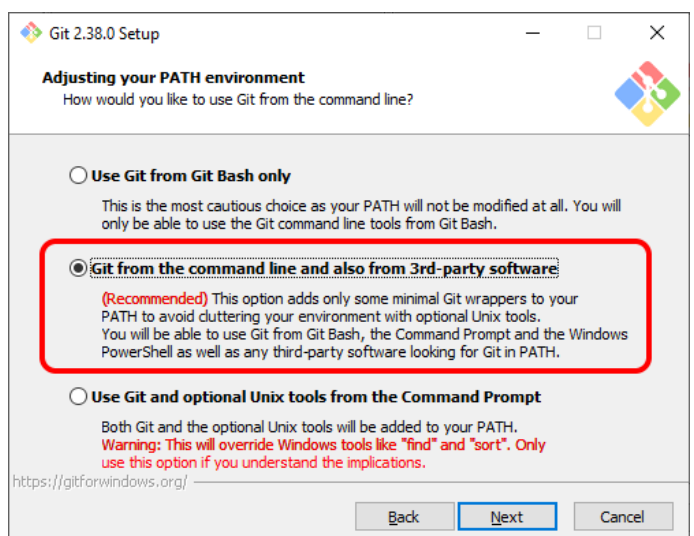 Git 2.38.0 Setup
Adjusting your PATH environment
How would you like to use Git from the command line?
Use Git from Git Bash only
This is the most cautious choice as your PATH will not be modified at all. You will
only be able to use the Git command line tools from Git Bash.
Git from the command line and also from 3rd-party software
(Recommended) This option adds only some minimal Git wrappers to your
PATH to avoid cluttering your environment with optional Unix tools.
You will be able to use Git from Git Bash, the Command Prompt and the Windows
PowerShell as well as any third-party software looking for Git in PATH.
Use Git and optional Unix tools from the Command Prompt
Both Git and the optional Unix tools will be added to your PATH.
Warning: This will override Windows tools like "find" and "sort". Only
use this option if you understand the implications.
https://gitforwindows.org/
Back Next Cancel